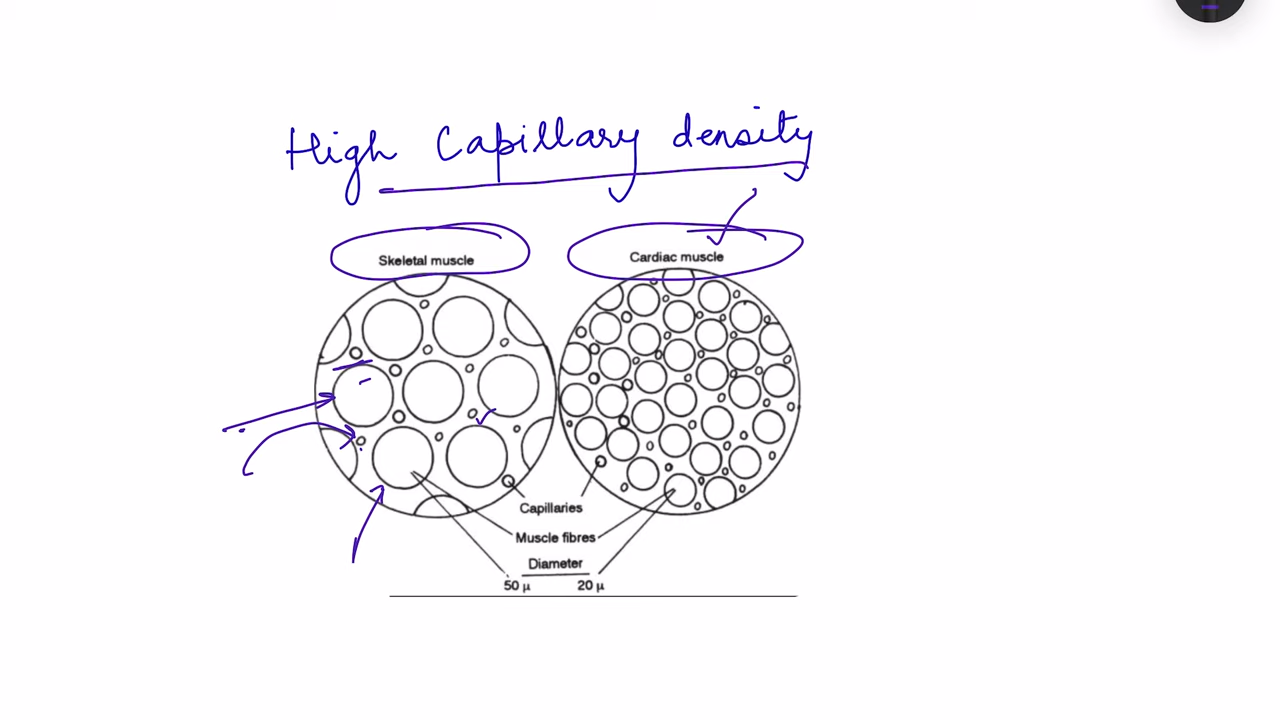 High Capillary density
Skeletal muscle
Cardiac muscle
Capillaries
Muscle fibres
Diameter
50 μ
20 μ